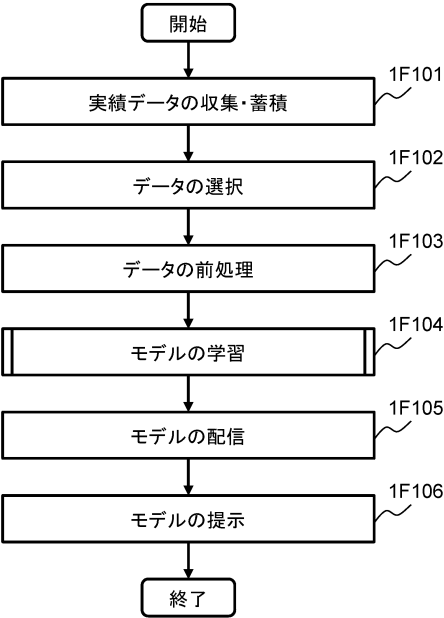 開始
1F101
実績データの収集・蓄積
1F102
データの選択
1F103
データの前処理
1F104
モデルの学習
1F105
モデルの配信
1F106
モデルの提示
終了